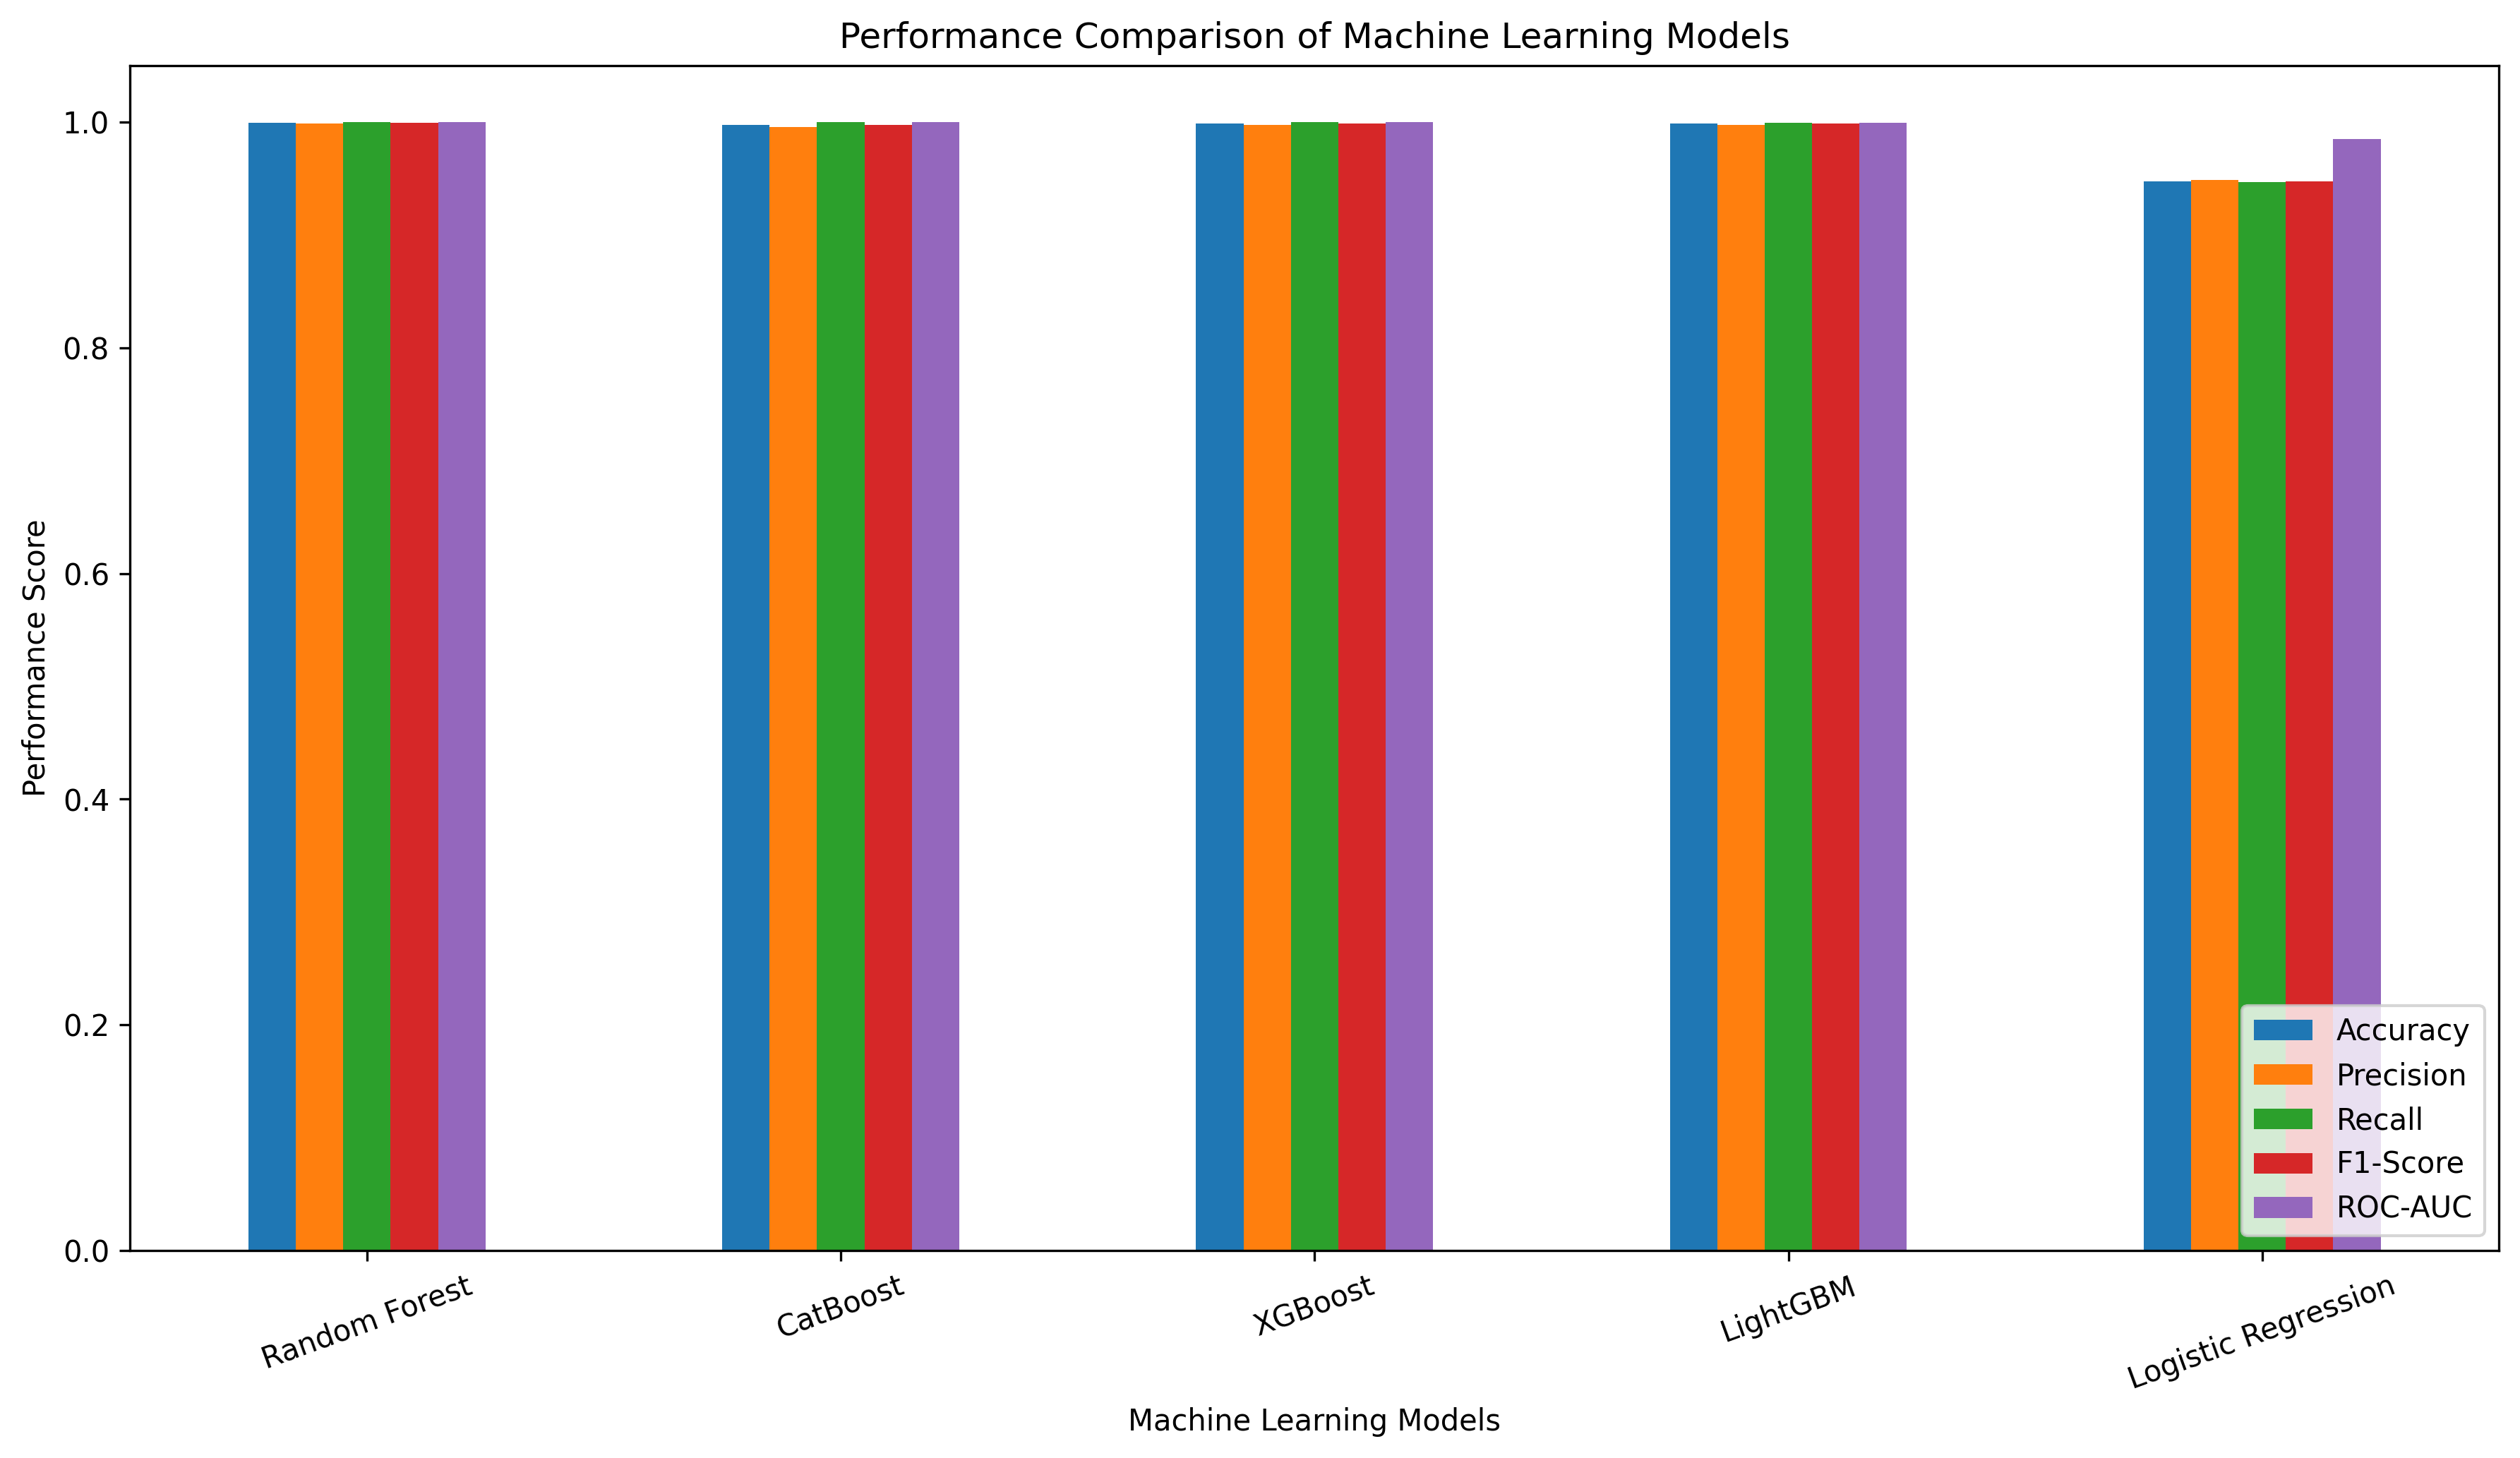 Performance Comparison of Machine Learning Models
Performance Score
1.0
0.8
0.6
0.4
0.2
0.0
Accuracy
Precision
Recall
F1-Score
ROC-AUC
Random Forest
CatBoost
XGBoost
LightGBM
Logistic Regression
Machine Learning Models